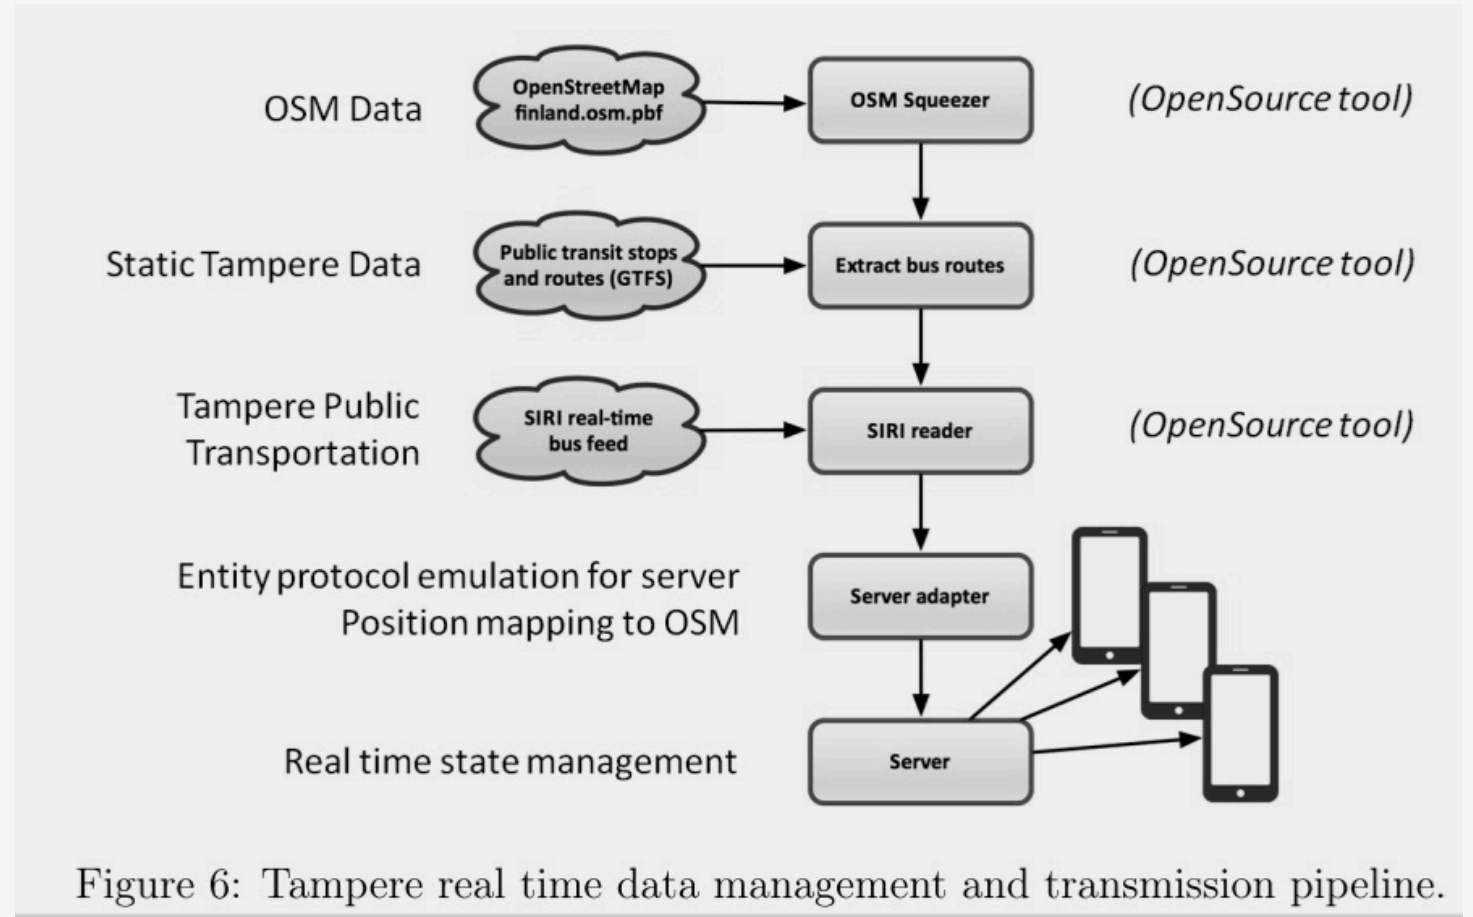 OSM Data
OpenStreetMap
finland.osm.pbf
OSM Squeezer
(OpenSource tool)
Static Tampere Data
Public transit stops
and routes (GTFS)
Extract bus routes
(OpenSource tool)
Tampere Public
Transportation
SIRI real-time
bus feed
SIRI reader
(OpenSource tool)
Entity protocol emulation for server
Position mapping to OSM
Server adapter
Real time state management
Server
Figure 6: Tampere real time data management and transmission pipeline.